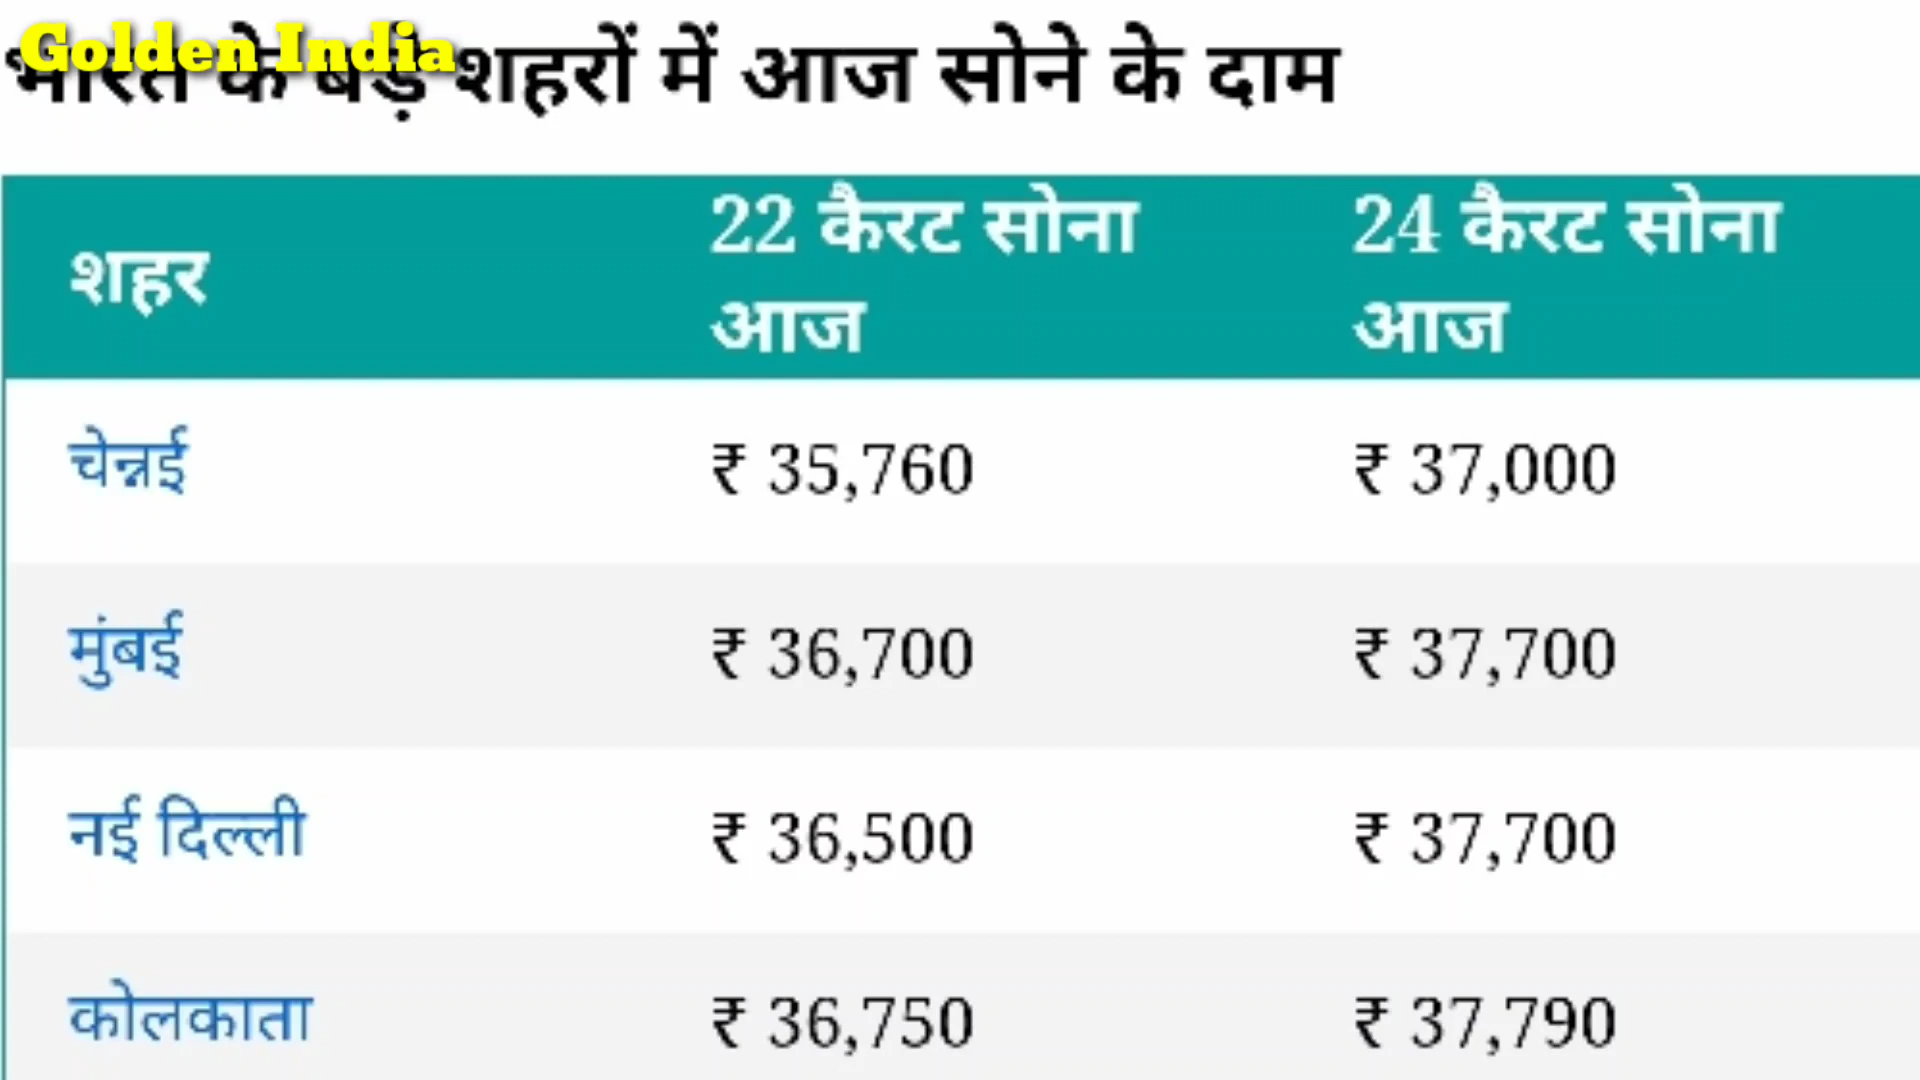 Golden India
भारत के बड़े शहरों में आज सोने के दाम
शहर
22 कैरट सोना
आज
24 कैरट सोना
आज
चेन्नई ₹ 35,760 ₹ 37,000
मुंबई ₹ 36,700 ₹ 37,700
नई दिल्ली ₹ 36,500 ₹ 37,700
कोलकाता ₹ 36,750 ₹ 37,790